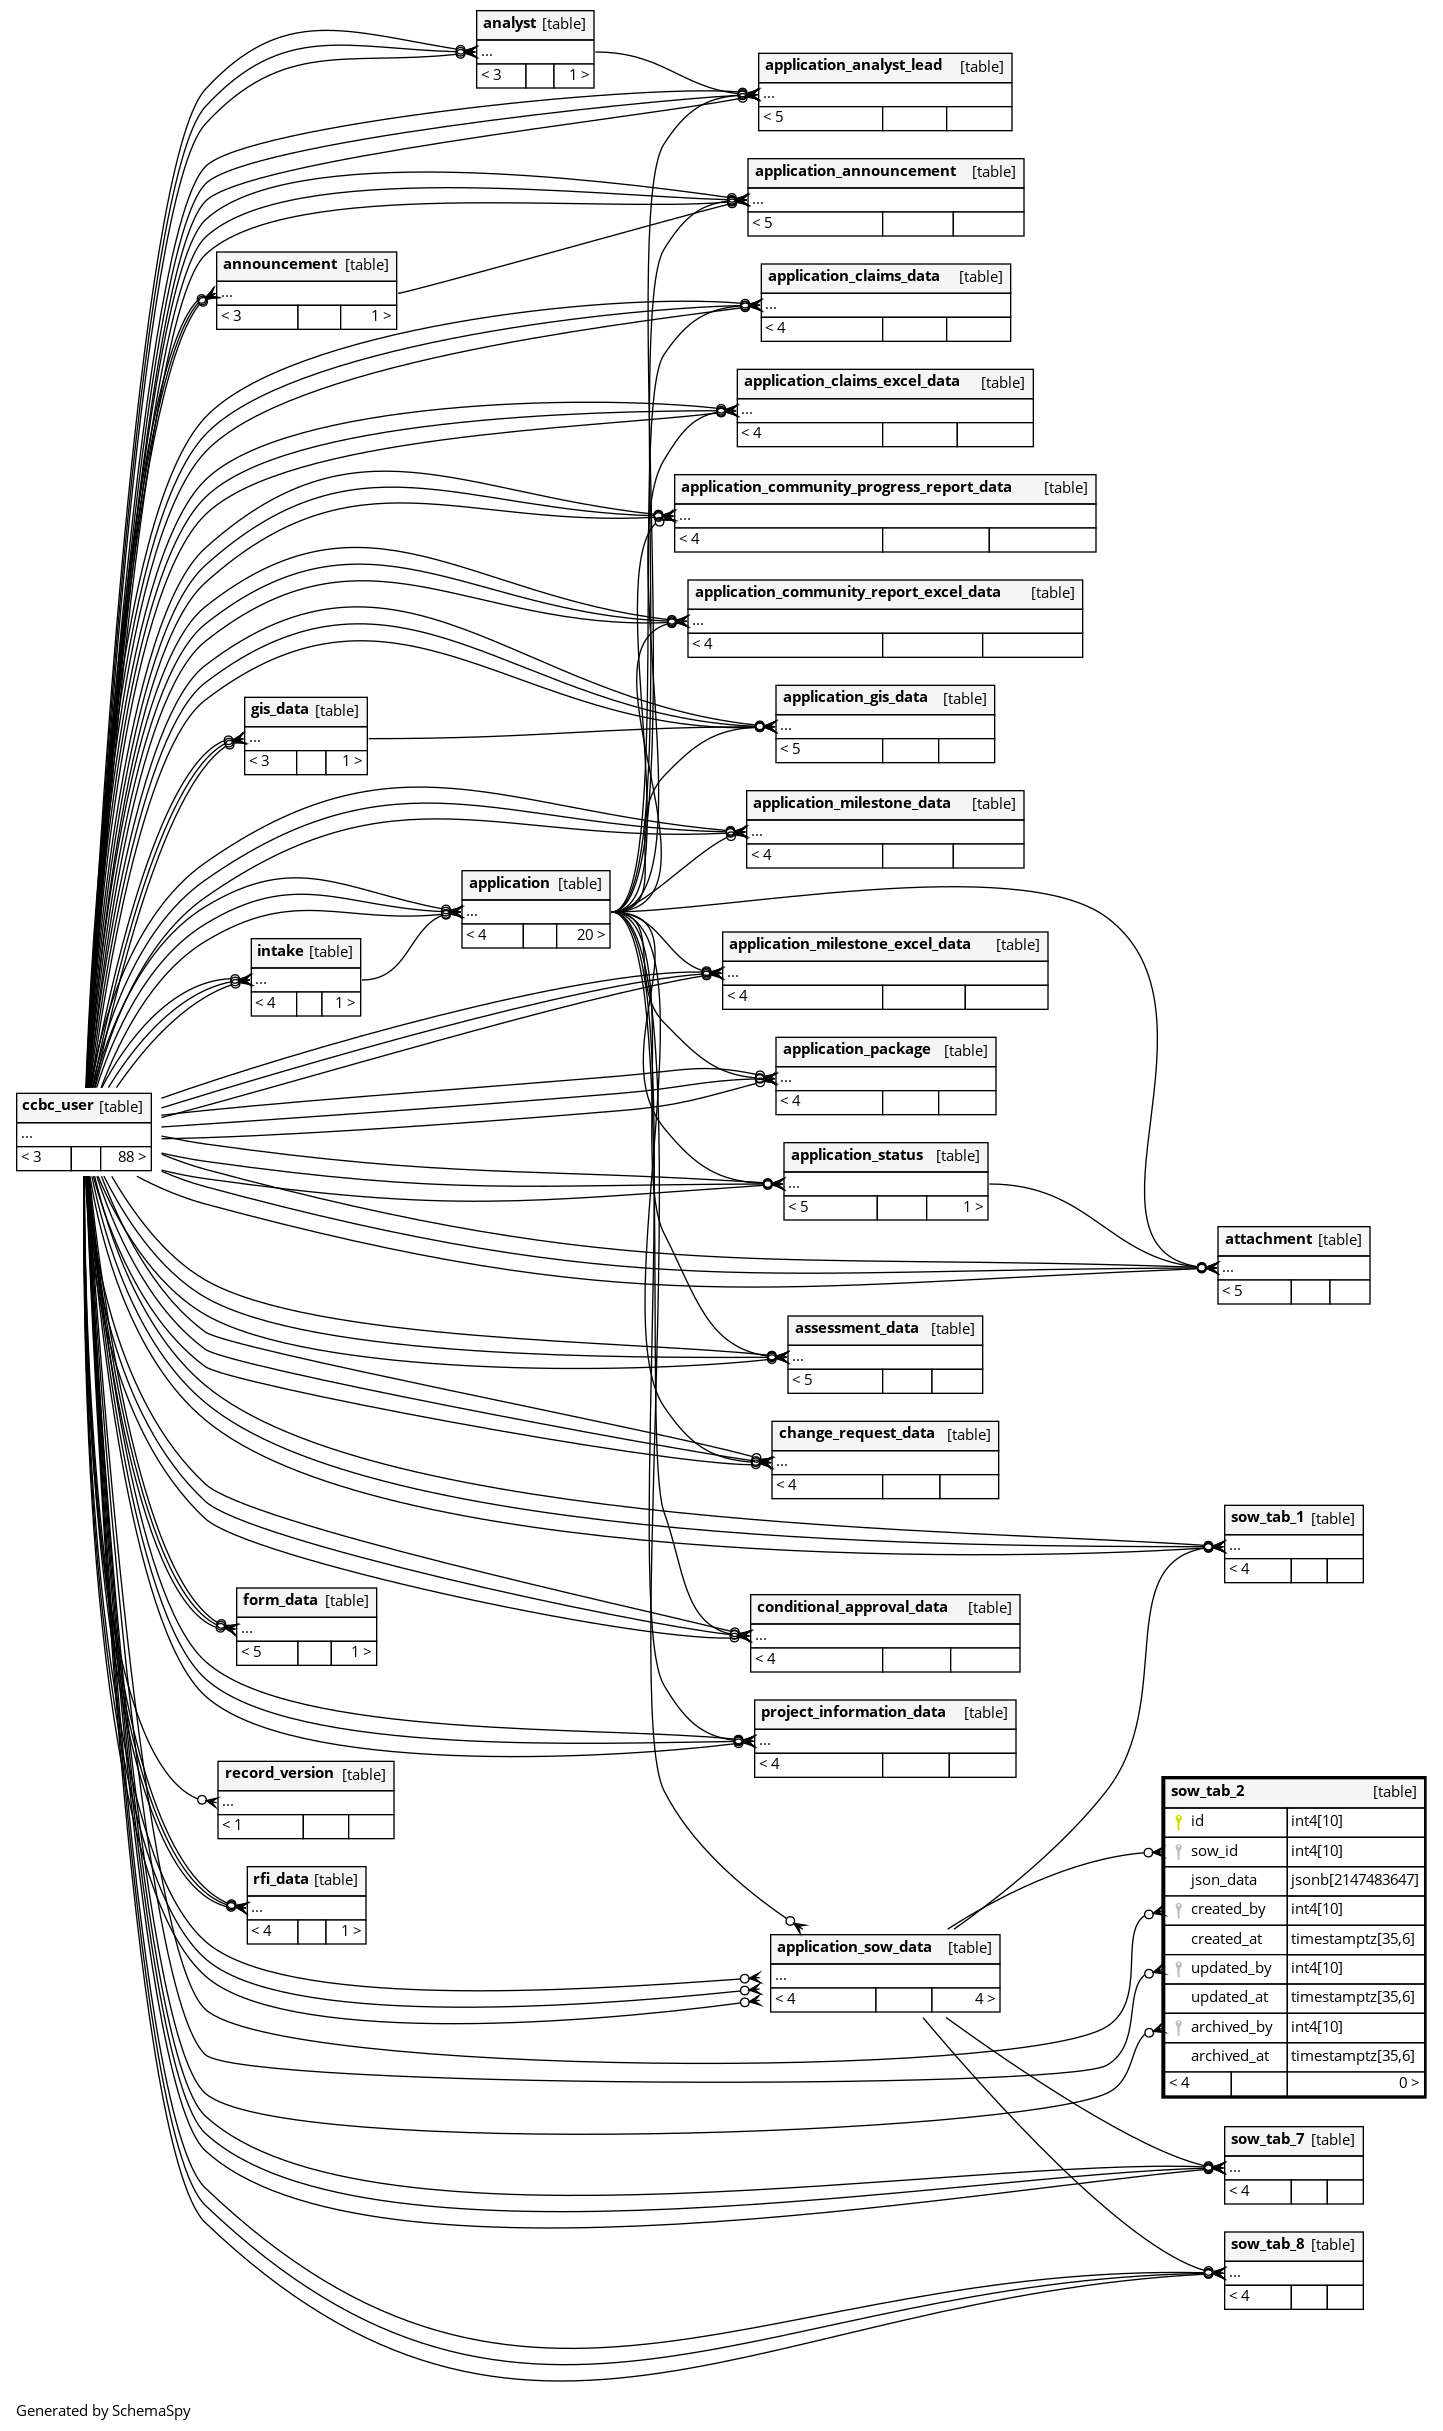 analyst [table]
...
< 3 1 >
application_analyst_lead [table]
...
< 5
application_announcement [table]
...
< 5
announcement [table]
...
< 3 1 >
application_claims_data [table]
...
< 4
application_claims_excel_data [table]
...
< 4
application_community_progress_report_data [table]
...
< 4
application_community_report_excel_data [table]
...
< 4
application_gis_data [table]
...
< 5
gis_data [table]
...
< 3 1 >
application_milestone_data [table]
...
< 4
application [table]
...
< 4 20 >
application_milestone_excel_data [table]
...
< 4
intake [table]
...
< 4 1 >
application_package [table]
...
< 4
ccbc_user [table]
...
< 3 88 >
application_status [table]
...
< 5 1 >
attachment [table]
...
< 5
assessment_data [table]
...
< 5
change_request_data [table]
...
< 4
sow_tab_1 [table]
...
< 4
form_data [table]
...
< 5 1 >
conditional_approval_data [table]
...
< 4
project_information_data [table]
...
< 4
record_version [table]
...
< 1
sow_tab_2 [table]
id int4[10]
sow_id int4[10]
json_data jsonb[2147483647]
created_by int4[10]
created_at timestamptz[35,6]
updated_by int4[10]
updated_at timestamptz[35,6]
archived_by int4[10]
archived_at timestamptz[35,6]
< 4 0 >
rfi_data [table]
...
< 4 1 >
application_sow_data [table]
...
< 4 4 >
sow_tab_7 [table]
...
< 4
sow_tab_8 [table]
...
< 4
Generated by SchemaSpy